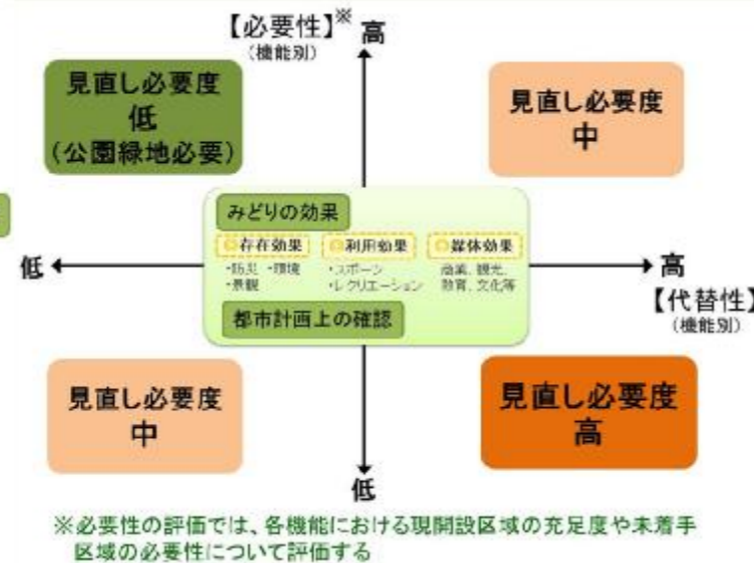 【必要性】※ 高
(機能別)
見直し必要度
低
(公園緑地必要)
見直し必要度
中
みどりの効果
存在効果
利用効果
媒体効果
・防災 ・環境
・景観
・スポーツ
・レクリエーション
商業、観光、
教育、文化等
都市計画上の確認
低
高
【代替性】
(機能別)
見直し必要度
中
見直し必要度
高
低
※必要性の評価では、各機能における現開設区域の充足度や未着手
区域の必要性について評価する